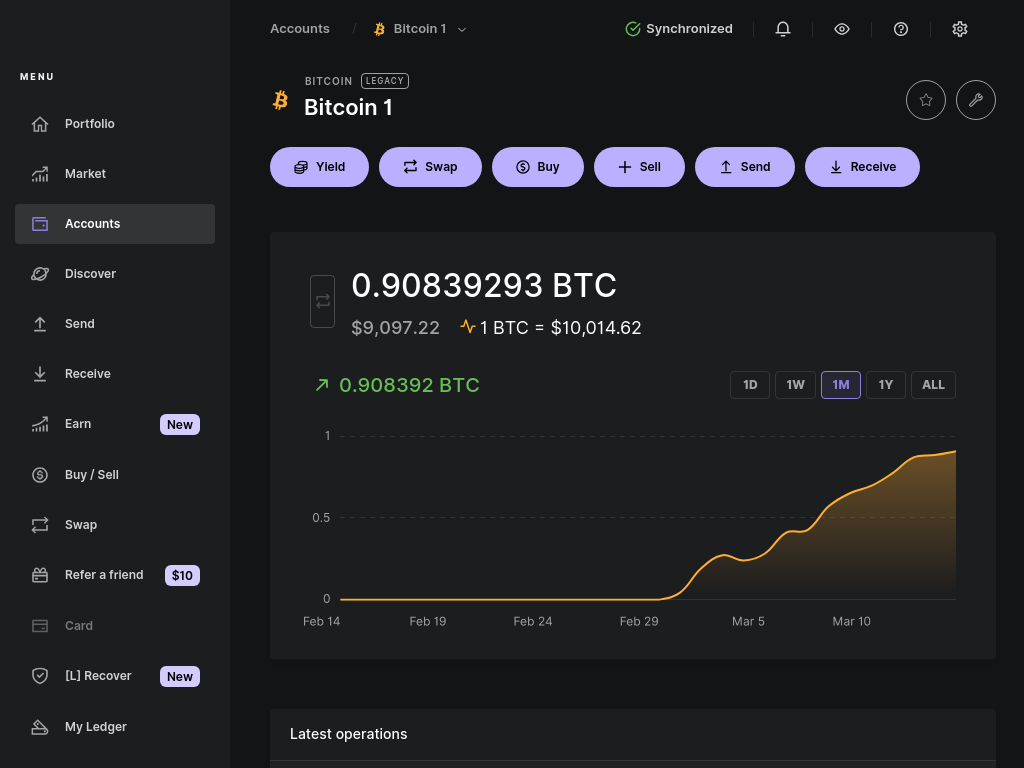 Accounts / Bitcoin 1
Synchronized
MENU
Portfolio
Market
Accounts
Discover
Send
Receive
Earn New
Buy / Sell
Swap
Refer a friend $10
Card
[L] Recover New
My Ledger
BITCOIN LEGACY
Bitcoin 1
Yield Swap Buy Sell Send Receive
0.90839293 BTC
$9,097.22 1 BTC = $10,014.62
0.908392 BTC
1D 1W 1M 1Y ALL
1
0.5
0
Feb 14 Feb 19 Feb 24 Feb 29 Mar 5 Mar 10
Latest operations